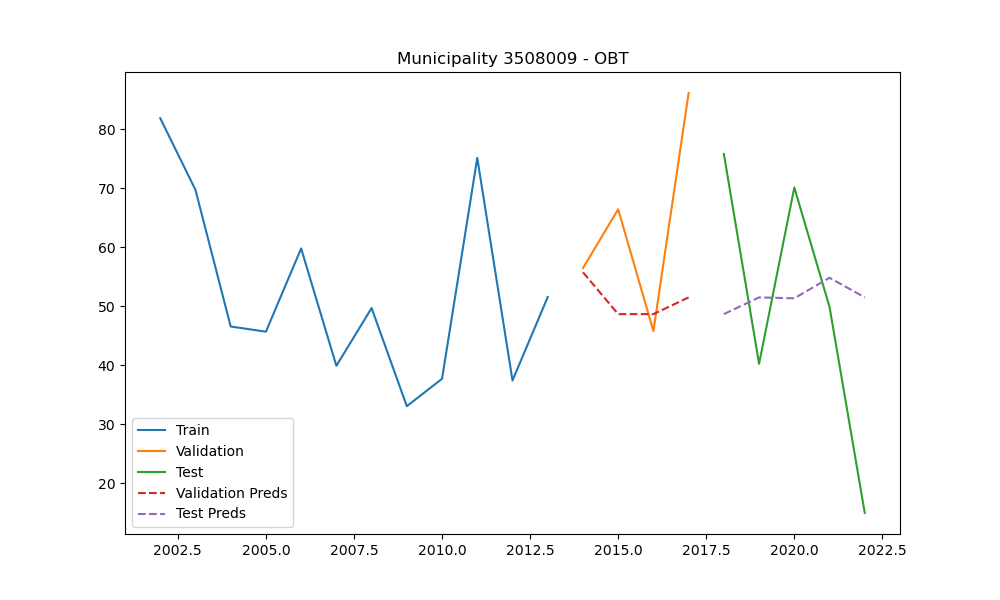 Municipality 3508009 - OBT
80
70
60
50
40
30
20
Train
Validation
Test
Validation Preds
Test Preds
2002.5 2005.0 2007.5 2010.0 2012.5 2015.0 2017.5 2020.0 2022.5